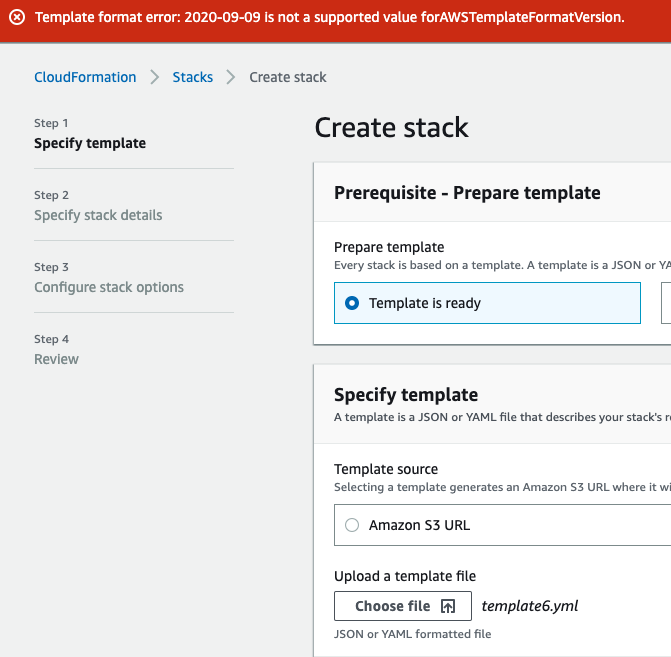 Template format error: 2020-09-09 is not a supported value forAWSTemplateFormatVersion.
CloudFormation > Stacks > Create stack
Step 1
Specify template
Step 2
Specify stack details
Step 3
Configure stack options
Step 4
Review
Create stack
Prerequisite - Prepare template
Prepare template
Every stack is based on a template. A template is a JSON or YA
Template is ready
Specify template
A template is a JSON or YAML file that describes your stack's r
Template source
Selecting a template generates an Amazon S3 URL where it wi
Amazon S3 URL
Upload a template file
Choose file template6.yml
JSON or YAML formatted file